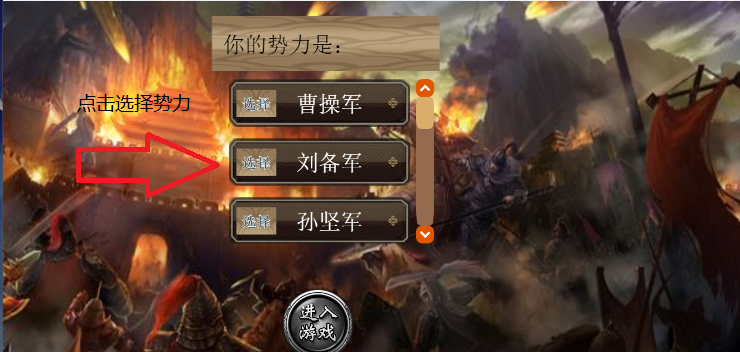 你的势力是：
点击选择势力
选择 曹操军
选择 刘备军
选择 孙坚军
进入
游戏